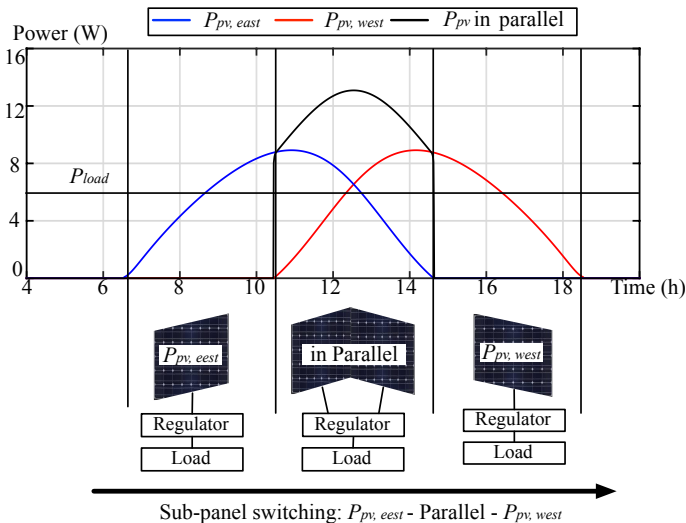 P_pv, east P_pv, west P_pv in parallel
Power (W)
16
12
8
P_load
4
0
4 6 8 10 12 14 16 18 Time (h)
P_pv, eest in Parallel P_pv, west
Regulator Regulator Regulator
Load Load Load
Sub-panel switching: P_pv, eest - Parallel - P_pv, west